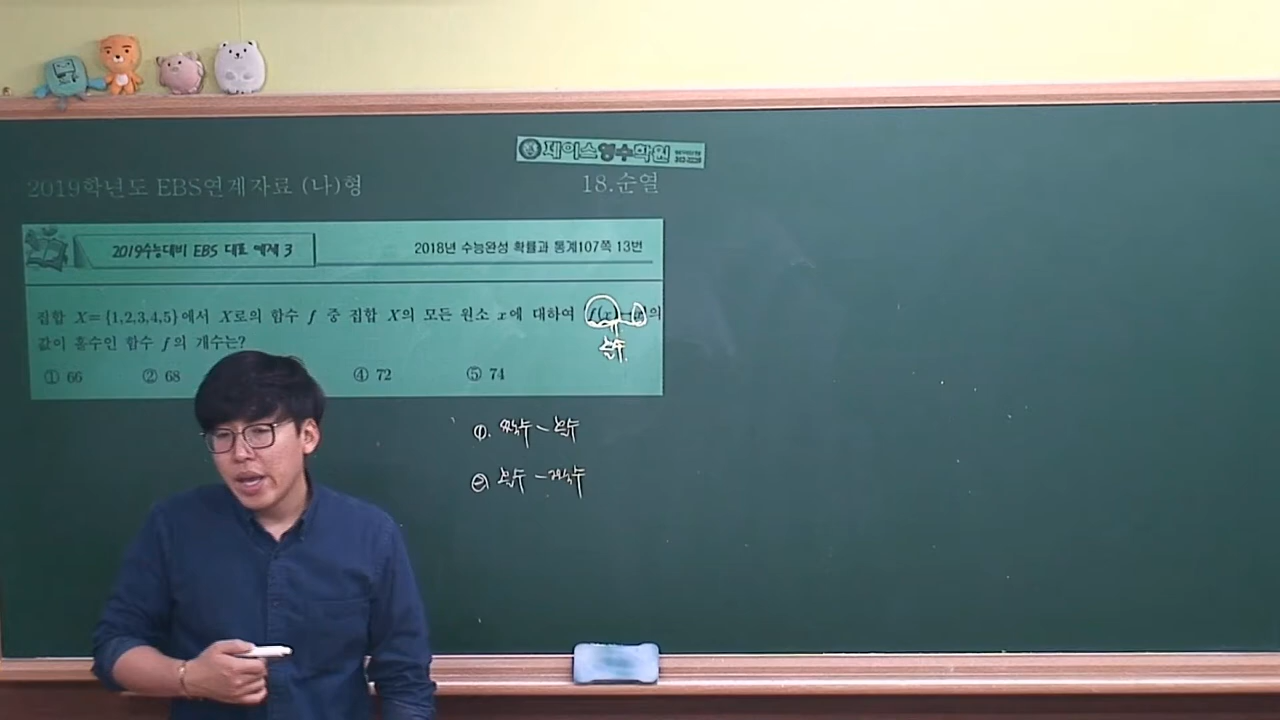 제이스영수학원
2019학년도 EBS연계자료 (나)형
18.순열
2019수능대비 EBS 대표 예제 3
2018년 수능완성 확률과 통계107쪽 13번
집합 X={1,2,3,4,5}에서 X로의 함수 f 중 집합 X의 모든 원소 x에 대하여 f(x)-x의
값이 홀수인 함수 f의 개수는?
홀수
① 66 ② 68 ④ 72 ⑤ 74
①. 짝수 - 홀수
② 홀수 - 짝수